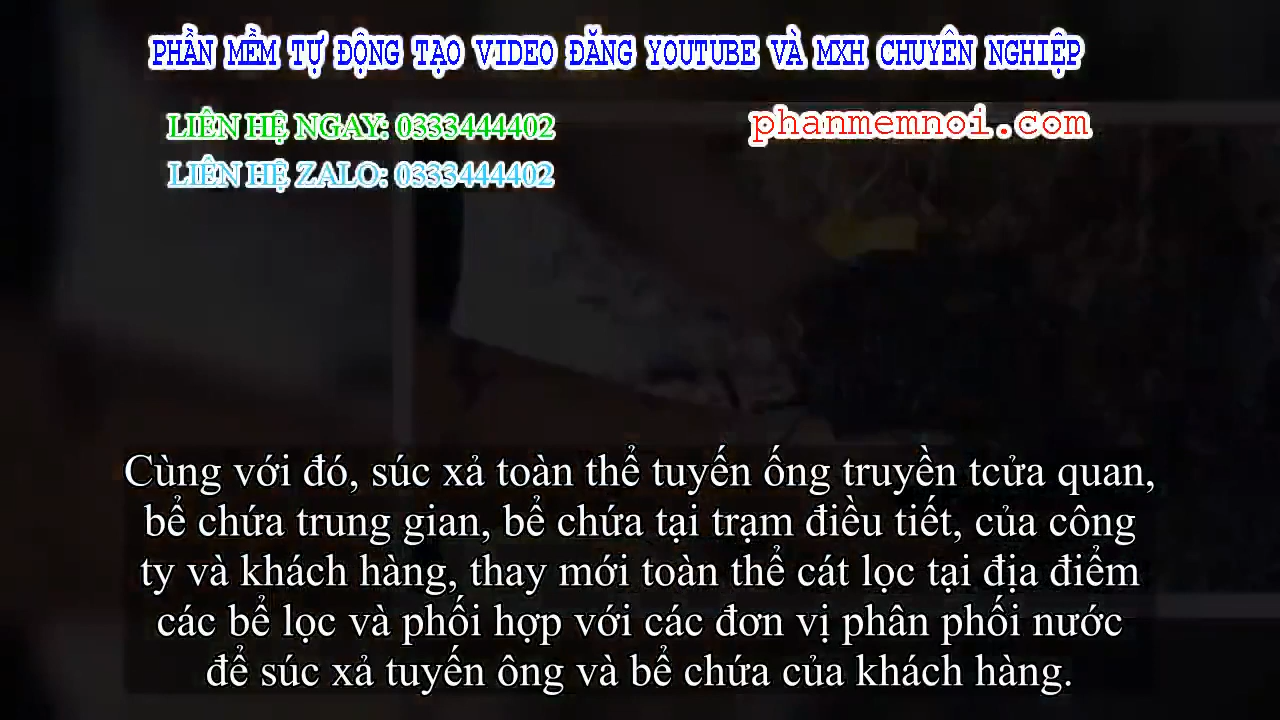 PHẦN MỀM TỰ ĐỘNG TẠO VIDEO ĐĂNG YOUTUBE VÀ MXH CHUYÊN NGHIỆP
LIÊN HỆ NGAY: 0333444402
phanmemnoi.com
LIÊN HỆ ZALO: 0333444402
Cùng với đó, súc xả toàn thể tuyến ống truyền tcửa quan,
bể chứa trung gian, bể chứa tại trạm điều tiết, của công
ty và khách hàng, thay mới toàn thể cát lọc tại địa điểm
các bể lọc và phối hợp với các đơn vị phân phối nước
để súc xả tuyến ông và bể chứa của khách hàng.